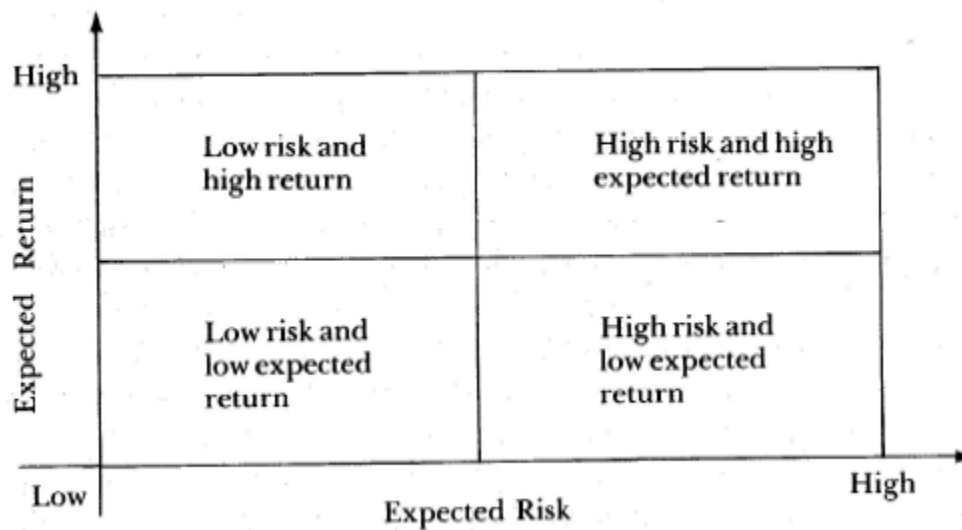 High
Low risk and
high return
High risk and high
expected return
Expected Return
Low risk and
low expected
return
High risk and
low expected
return
Low
Expected Risk
High